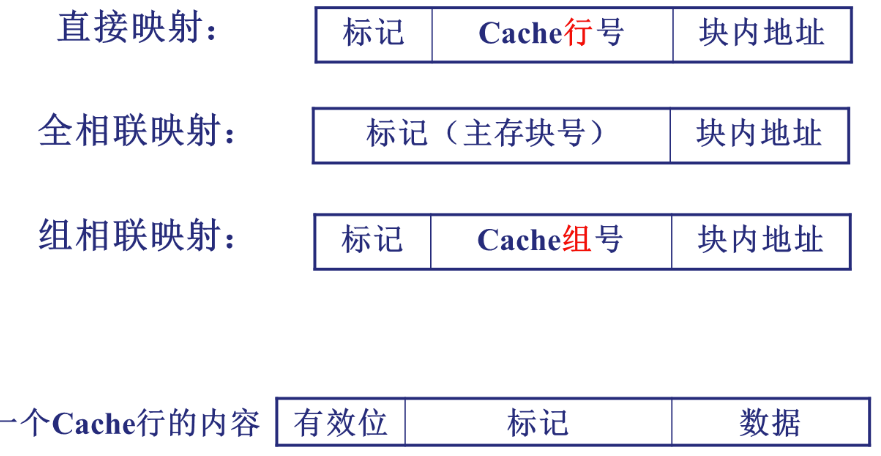 直接映射： 标记 Cache行号 块内地址
全相联映射： 标记（主存块号） 块内地址
组相联映射： 标记 Cache组号 块内地址
一个Cache行的内容 有效位 标记 数据